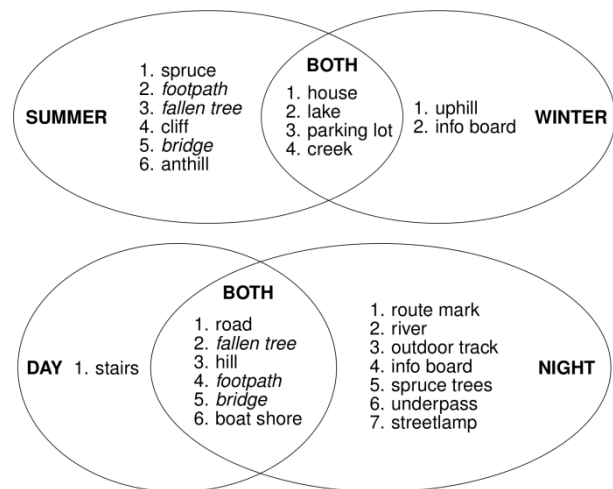 SUMMER
1. spruce
2. footpath
3. fallen tree
4. cliff
5. bridge
6. anthill
BOTH
1. house
2. lake
3. parking lot
4. creek
1. uphill
2. info board
WINTER
DAY
1. stairs
BOTH
1. road
2. fallen tree
3. hill
4. footpath
5. bridge
6. boat shore
1. route mark
2. river
3. outdoor track
4. info board
5. spruce trees
6. underpass
7. streetlamp
NIGHT